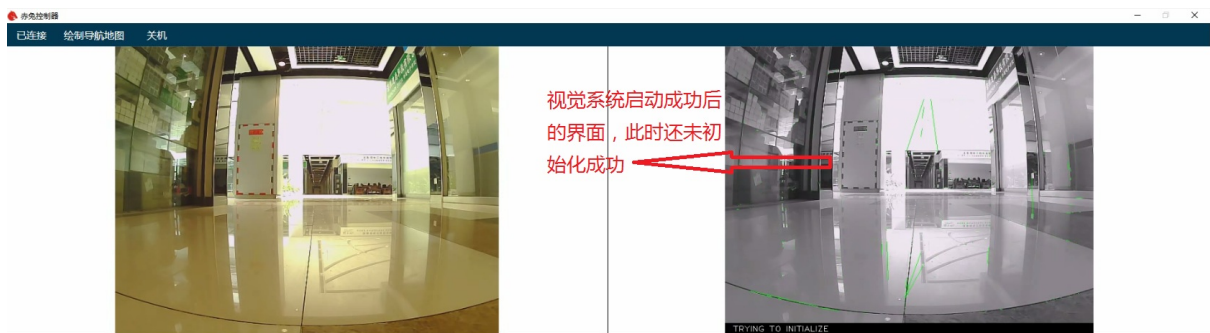 赤兔控制器
已连接 绘制导航地图 关机
视觉系统启动成功后
的界面，此时还未初
始化成功
TRYING TO INITIALIZE